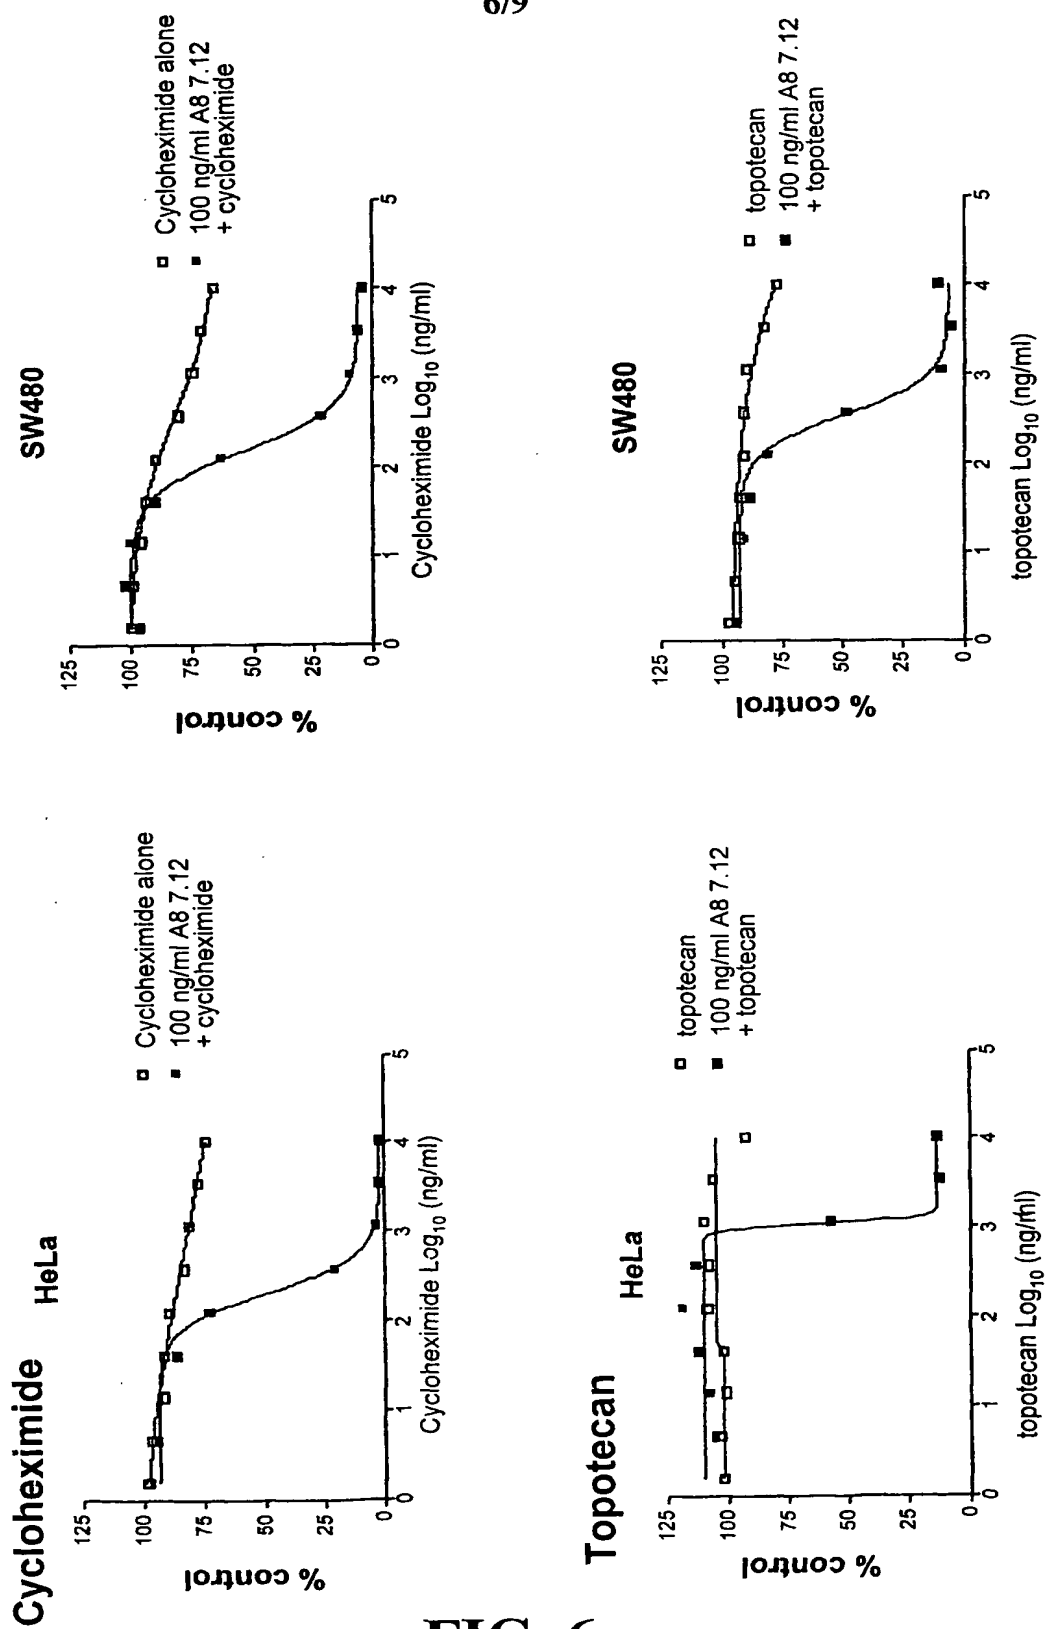 6/9
Cycloheximide
HeLa
% control
125
100
75
50
25
0
0
1
2
3
4
5
Cycloheximide Log10 (ng/ml)
Cycloheximide alone
100 ng/ml A8 7.12
+ cycloheximide
SW480
% control
125
100
75
50
25
0
0
1
2
3
4
5
Cycloheximide Log10 (ng/ml)
Cycloheximide alone
100 ng/ml A8 7.12
+ cycloheximide
Topotecan
HeLa
% control
125
100
75
50
25
0
0
1
2
3
4
5
topotecan Log10 (ng/ml)
topotecan
100 ng/ml A8 7.12
+ topotecan
SW480
% control
125
100
75
50
25
0
0
1
2
3
4
5
topotecan Log10 (ng/ml)
topotecan
100 ng/ml A8 7.12
+ topotecan